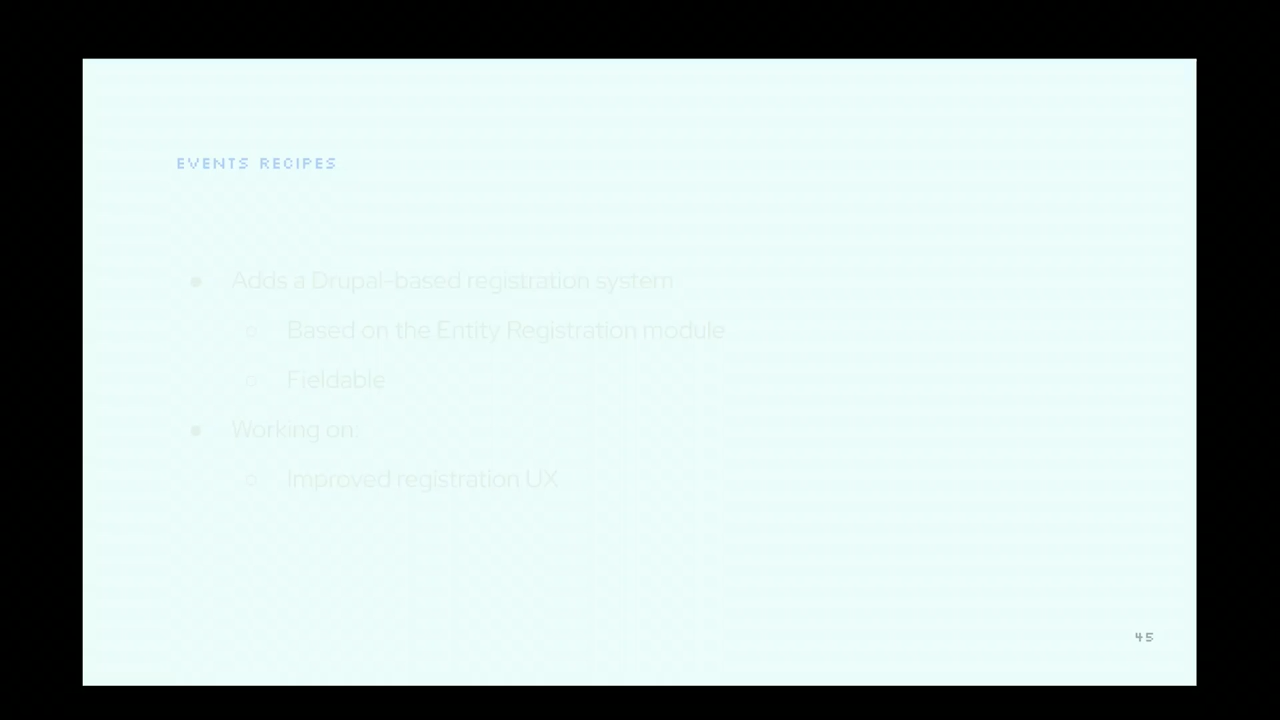 EVENTS RECIPES
● Adds a Drupal-based registration system
○ Based on the Entity Registration module
○ Fieldable
● Working on:
○ Improved registration UX
45